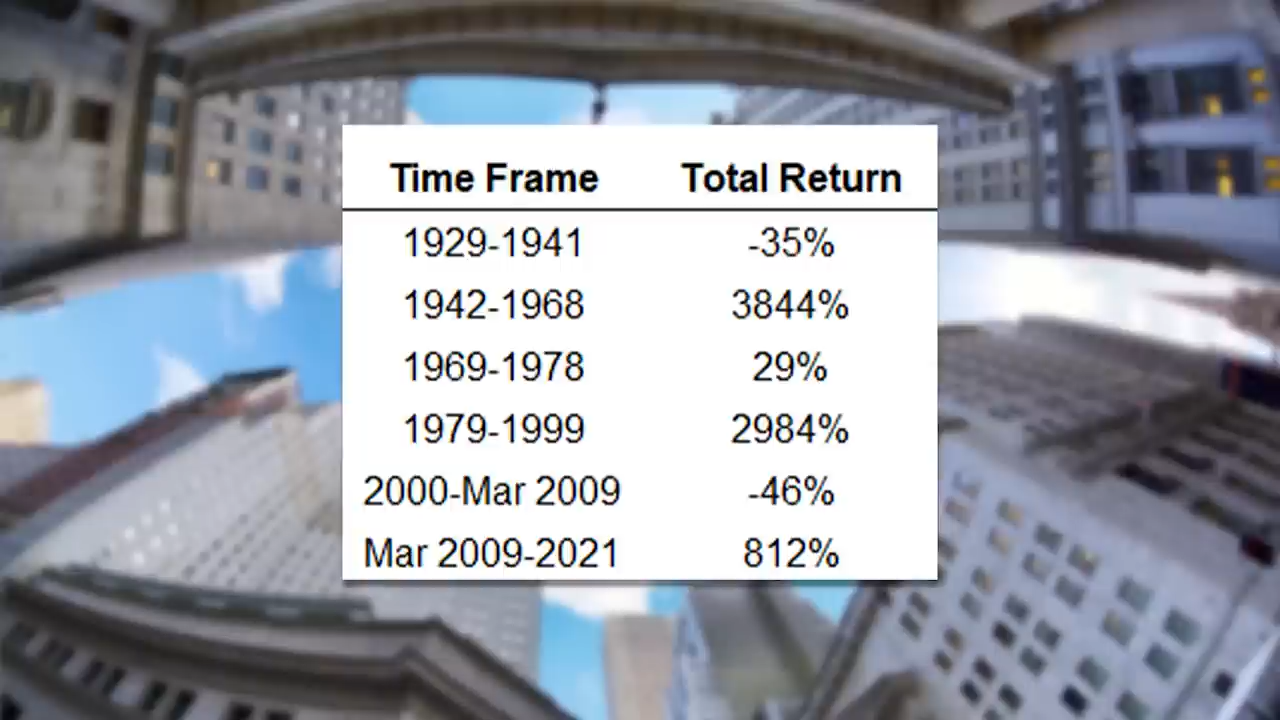 Time Frame Total Return
1929-1941 -35%
1942-1968 3844%
1969-1978 29%
1979-1999 2984%
2000-Mar 2009 -46%
Mar 2009-2021 812%